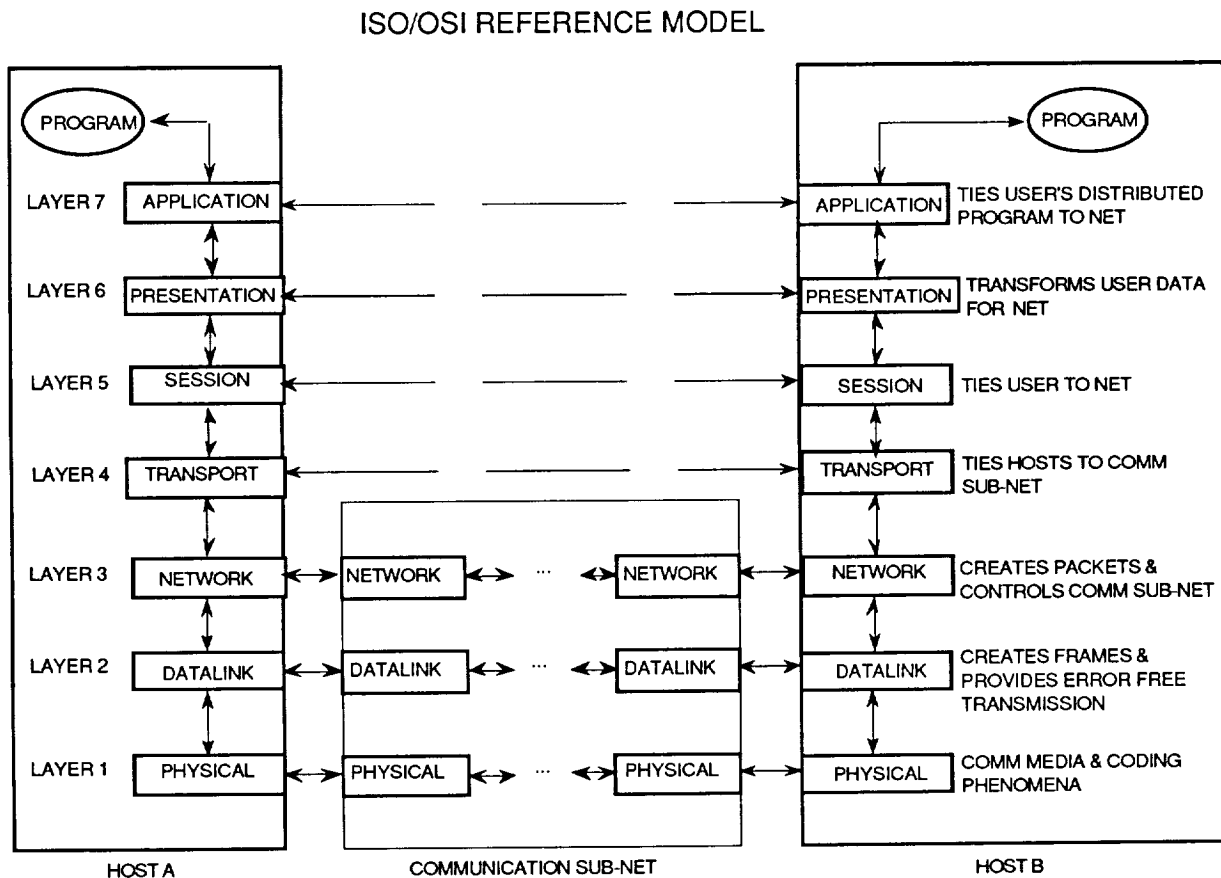 ISO/OSI REFERENCE MODEL
PROGRAM
PROGRAM
LAYER 7
APPLICATION
APPLICATION
TIES USER'S DISTRIBUTED
PROGRAM TO NET
LAYER 6
PRESENTATION
PRESENTATION
TRANSFORMS USER DATA
FOR NET
LAYER 5
SESSION
SESSION
TIES USER TO NET
LAYER 4
TRANSPORT
TRANSPORT
TIES HOSTS TO COMM
SUB-NET
LAYER 3
NETWORK
NETWORK
...
NETWORK
NETWORK
CREATES PACKETS &
CONTROLS COMM SUB-NET
LAYER 2
DATALINK
DATALINK
...
DATALINK
DATALINK
CREATES FRAMES &
PROVIDES ERROR FREE
TRANSMISSION
LAYER 1
PHYSICAL
PHYSICAL
...
PHYSICAL
PHYSICAL
COMM MEDIA & CODING
PHENOMENA
HOST A
COMMUNICATION SUB-NET
HOST B